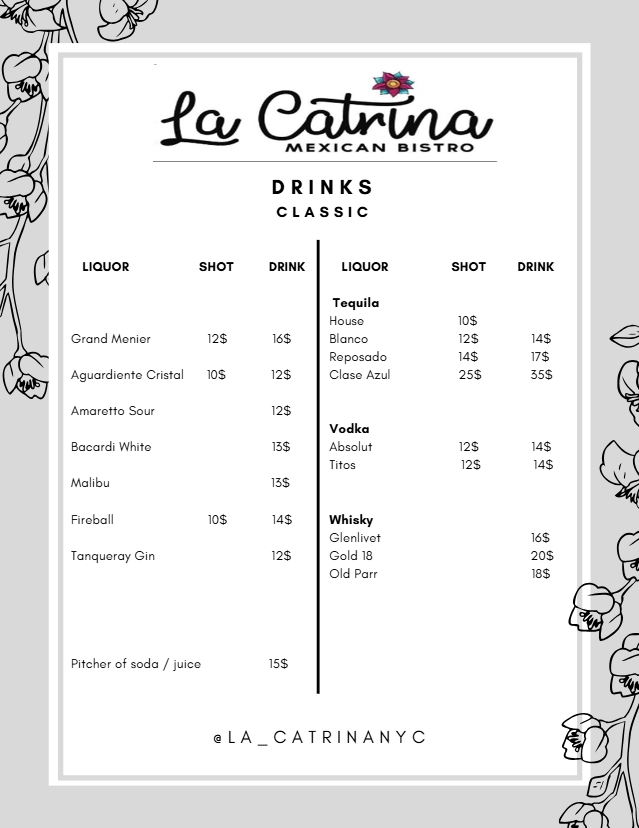 La Catrina
MEXICAN BISTRO
DRINKS
CLASSIC
LIQUOR SHOT DRINK
Grand Menier 12$ 16$
Aguardiente Cristal 10$ 12$
Amaretto Sour 12$
Bacardi White 13$
Malibu 13$
Fireball 10$ 14$
Tanqueray Gin 12$
Pitcher of soda / juice 15$
LIQUOR SHOT DRINK
Tequila
House 10$
Blanco 12$ 14$
Reposado 14$ 17$
Clase Azul 25$ 35$
Vodka
Absolut 12$ 14$
Titos 12$ 14$
Whisky
Glenlivet 16$
Gold 18 20$
Old Parr 18$
@LA_CATRINANYC